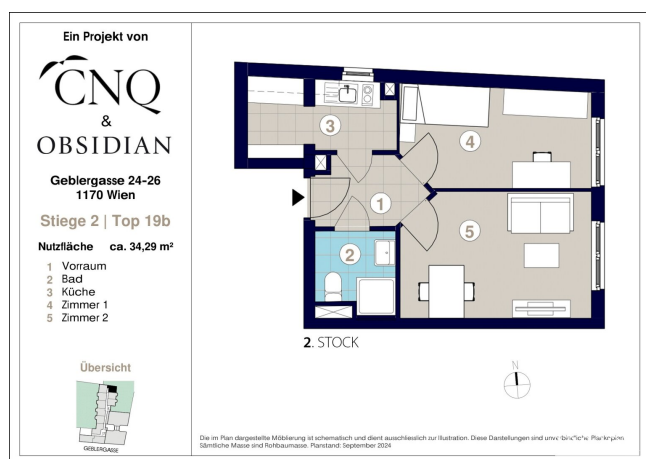 Ein Projekt von
CNQ
&
OBSIDIAN
Geblergasse 24-26
1170 Wien
Stiege 2 | Top 19b
Nutzfläche ca. 34,29 m²
1 Vorraum
2 Bad
3 Küche
4 Zimmer 1
5 Zimmer 2
Übersicht
GEBLERGASSE
3
4
1
5
2
2. STOCK
N
Die im Plan dargestellte Möblierung ist schematisch und dient ausschliesslich zur Illustration. Diese Darstellungen sind unverbindliche Plankopien
Sämtliche Masse sind Rohbaumasse. Planstand: September 2024